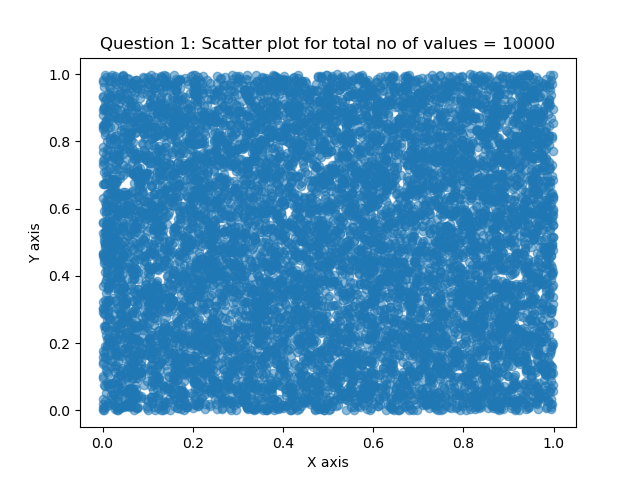 Question 1: Scatter plot for total no of values = 10000
1.0
0.8
0.6
0.4
0.2
0.0
Y axis
0.0 0.2 0.4 0.6 0.8 1.0
X axis